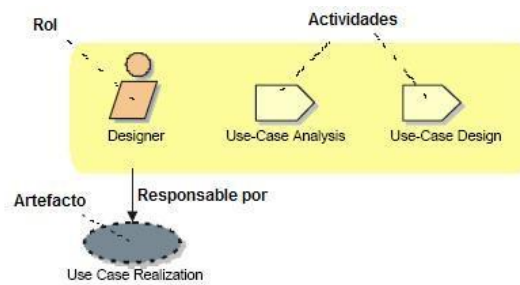 Rol
Actividades
Designer
Use-Case Analysis
Use-Case Design
Responsable por
Artefacto
Use Case Realization